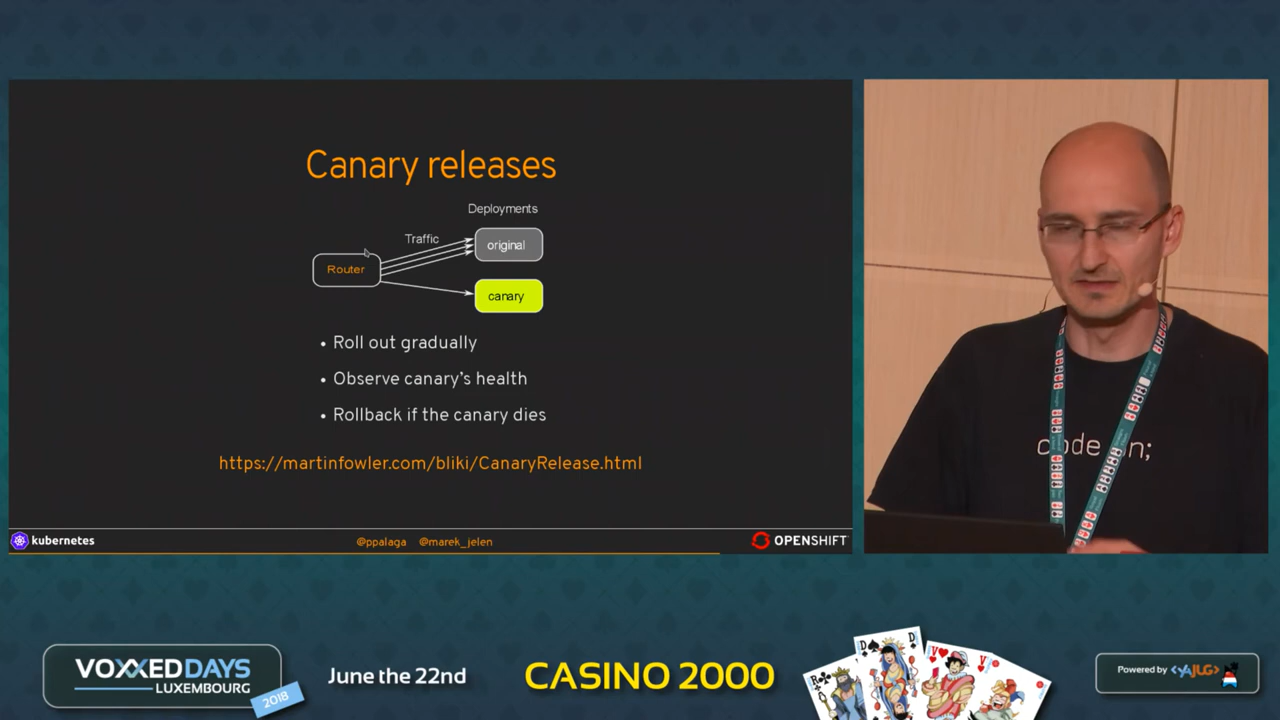 Canary releases
Deployments
Traffic
original
Router
canary
• Roll out gradually
• Observe canary's health
• Rollback if the canary dies
https://martinfowler.com/bliki/CanaryRelease.html
kubernetes
@ppalaga @marek_jelen
OPENSHIFT
VOXXED DAYS
LUXEMBOURG
2018
June the 22nd
CASINO 2000
Powered by <YAJUG>